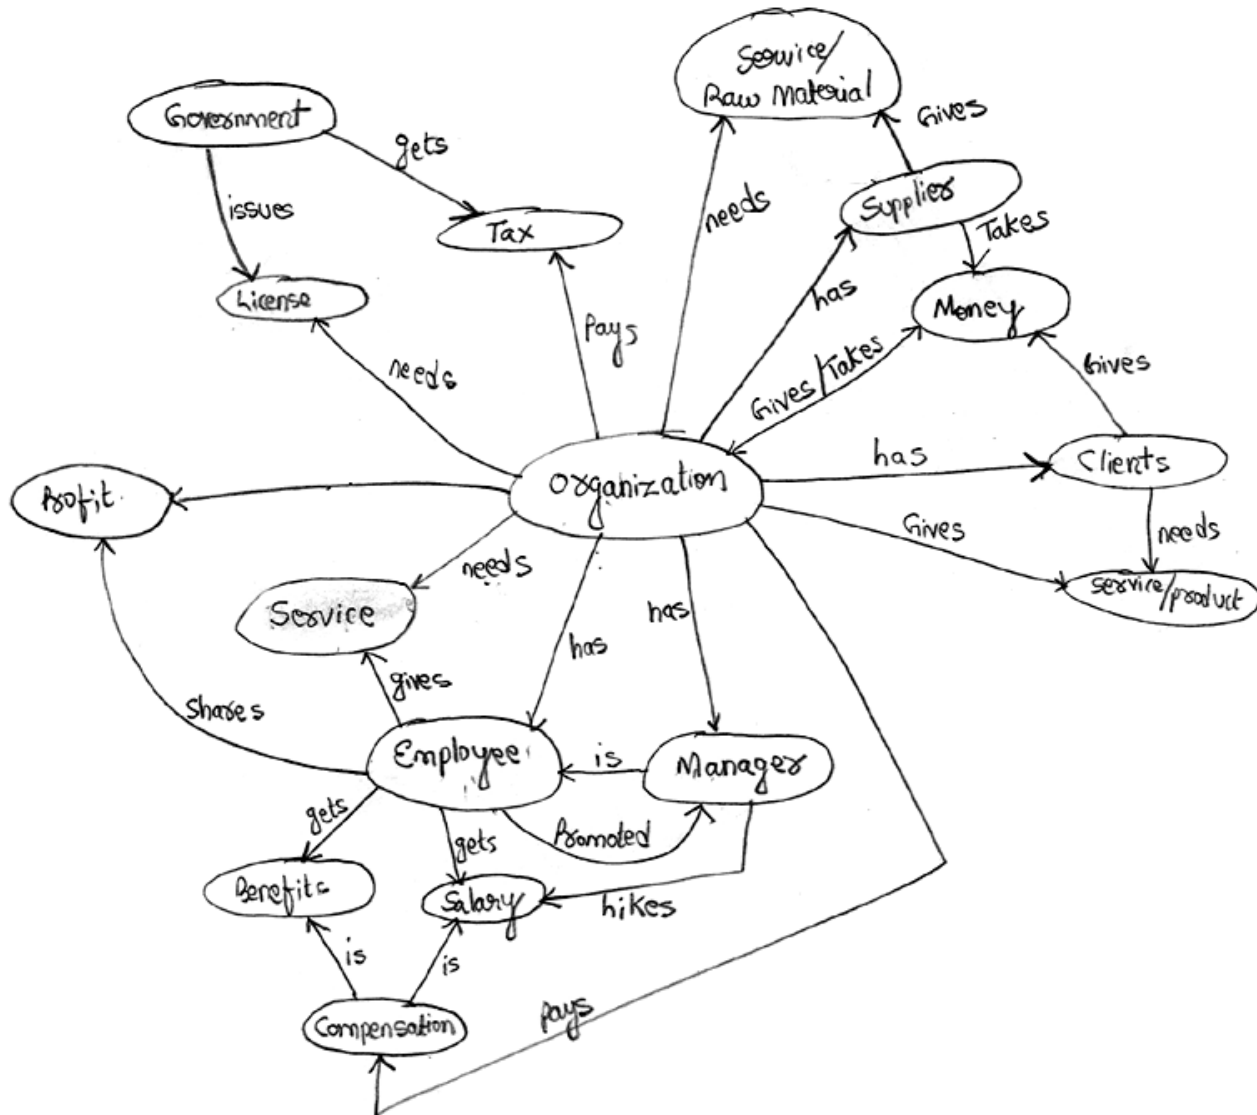 Service/
Raw Material
Government
Gives
gets
Supplier
issues
needs
Tax
Takes
License
has
Money
Pays
needs
Gives/Takes
Gives
has
Clients
Organization
Profit.
Gives
needs
needs
service/product
Service
has
has
gives
Shares
Employee
is
Manager
gets
gets
Promoted
Benefits
Salary
hikes
is
is
pays
Compensation